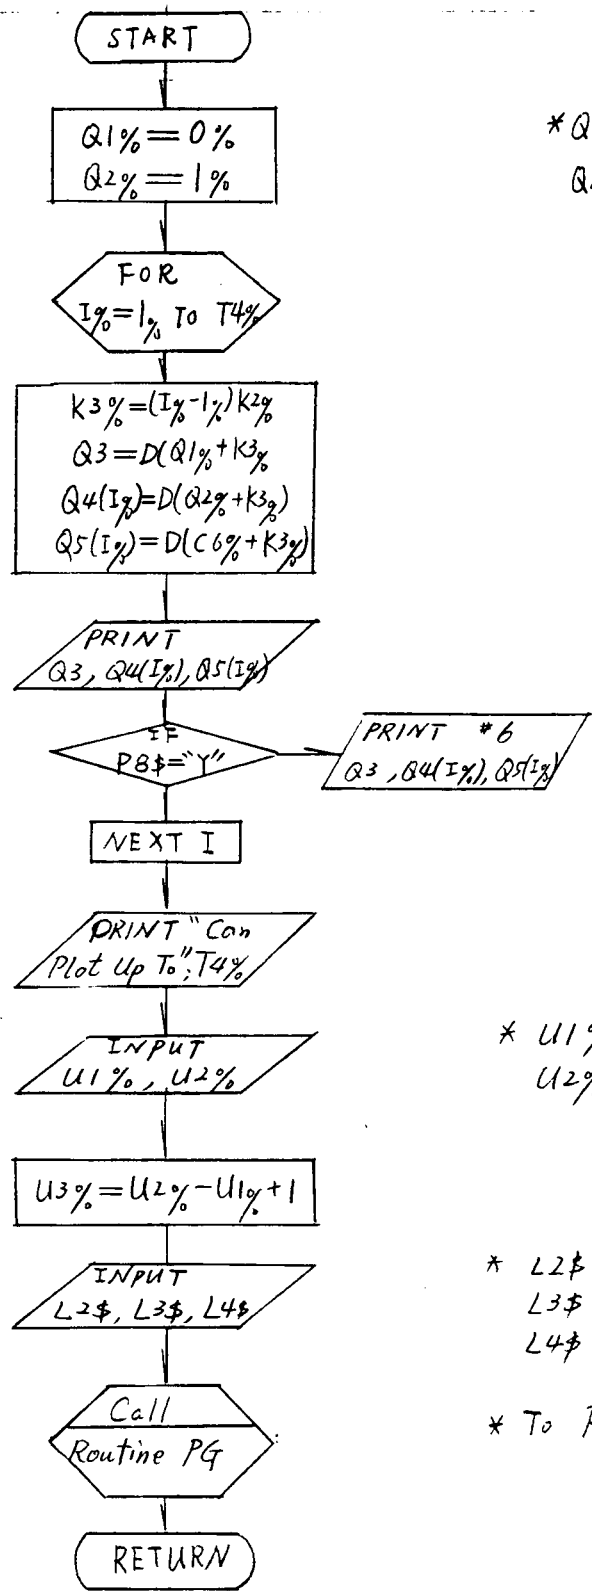 START
Q1%=0%
Q2%=1%
* Q
FOR
I%=1% TO T4%
K3%=(I%-1%)K2%
Q3=D(Q1%+K3%
Q4(I%)=D(Q2%+K3%)
Q5(I%)=D(C6%+K3%)
PRINT
Q3, Q4(I%), Q5(I%)
IF
P8$="Y"
PRINT #6
Q3, Q4(I%), Q5(I%)
NEXT I
PRINT "Can
Plot Up To"; T4%
INPUT
U1%, U2%
* U1%
U2%
U3%=U2%-U1%+1
INPUT
L2$, L3$, L4$
* L2$
L3$
L4$
Call
Routine PG
* To
RETURN